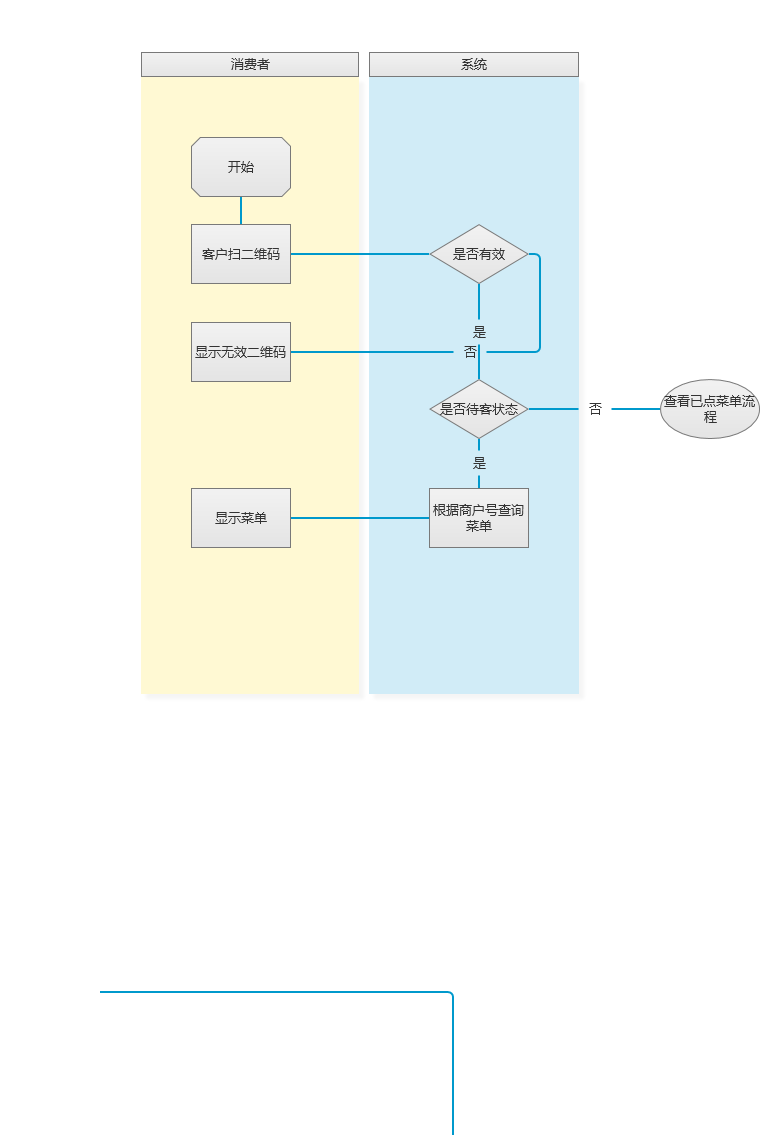 消费者
系统
开始
客户扫二维码
是否有效
是
显示无效二维码
否
是否待客状态
否
查看已点菜单流
程
是
显示菜单
根据商户号查询
菜单